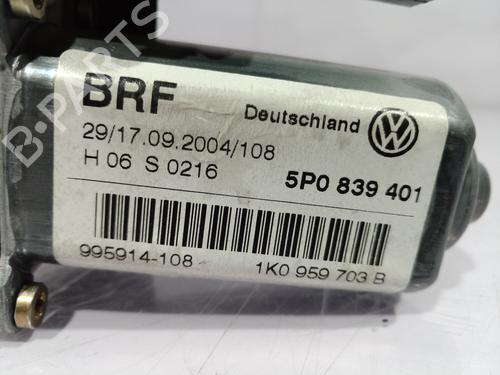 BRF
Deutschland
29/17.09.2004/108
H 06 S 0216
5P0 839 401
995914-108
1K0 959 703 B
B-PARTS